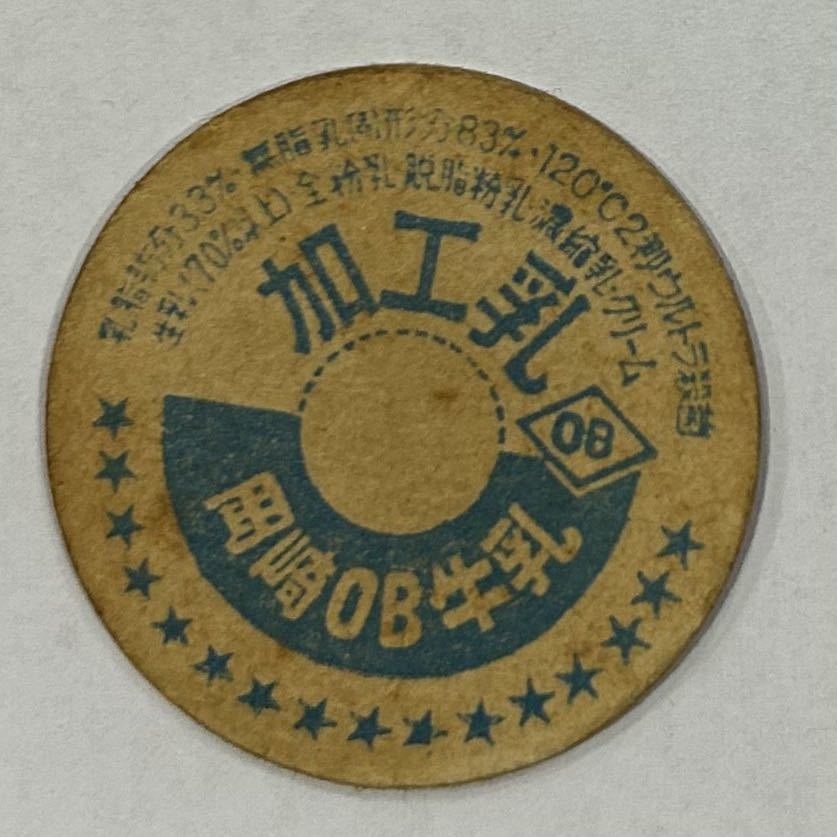 乳脂肪分3.3%·無脂乳固形分8.3%·120°C2秒ウルトラ殺菌
生乳(70%以上)全粉乳脱脂粉乳濃縮乳クリーム
加工乳
OB
岡崎OB牛乳